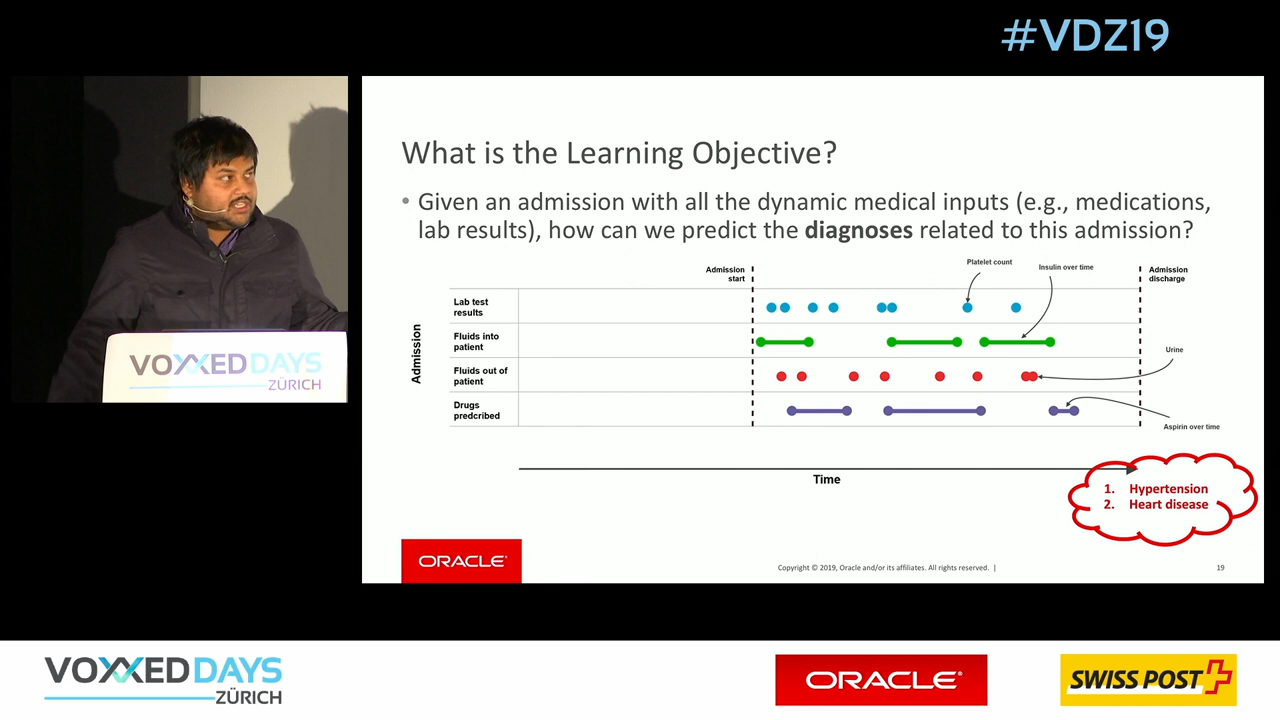 #VDZ19
What is the Learning Objective?
• Given an admission with all the dynamic medical inputs (e.g., medications,
lab results), how can we predict the diagnoses related to this admission?
Admission
start
Platelet count
Insulin over time
Admission
discharge
Admission
Lab test
results
Fluids into
patient
Fluids out of
patient
Drugs
predcribed
Urine
Aspirin over time
Time
1. Hypertension
2. Heart disease
ORACLE®
Copyright © 2019, Oracle and/or its affiliates. All rights reserved. |
19
VOXXED DAYS
ZÜRICH
VOXXED DAYS
ZÜRICH
ORACLE®
SWISS POST